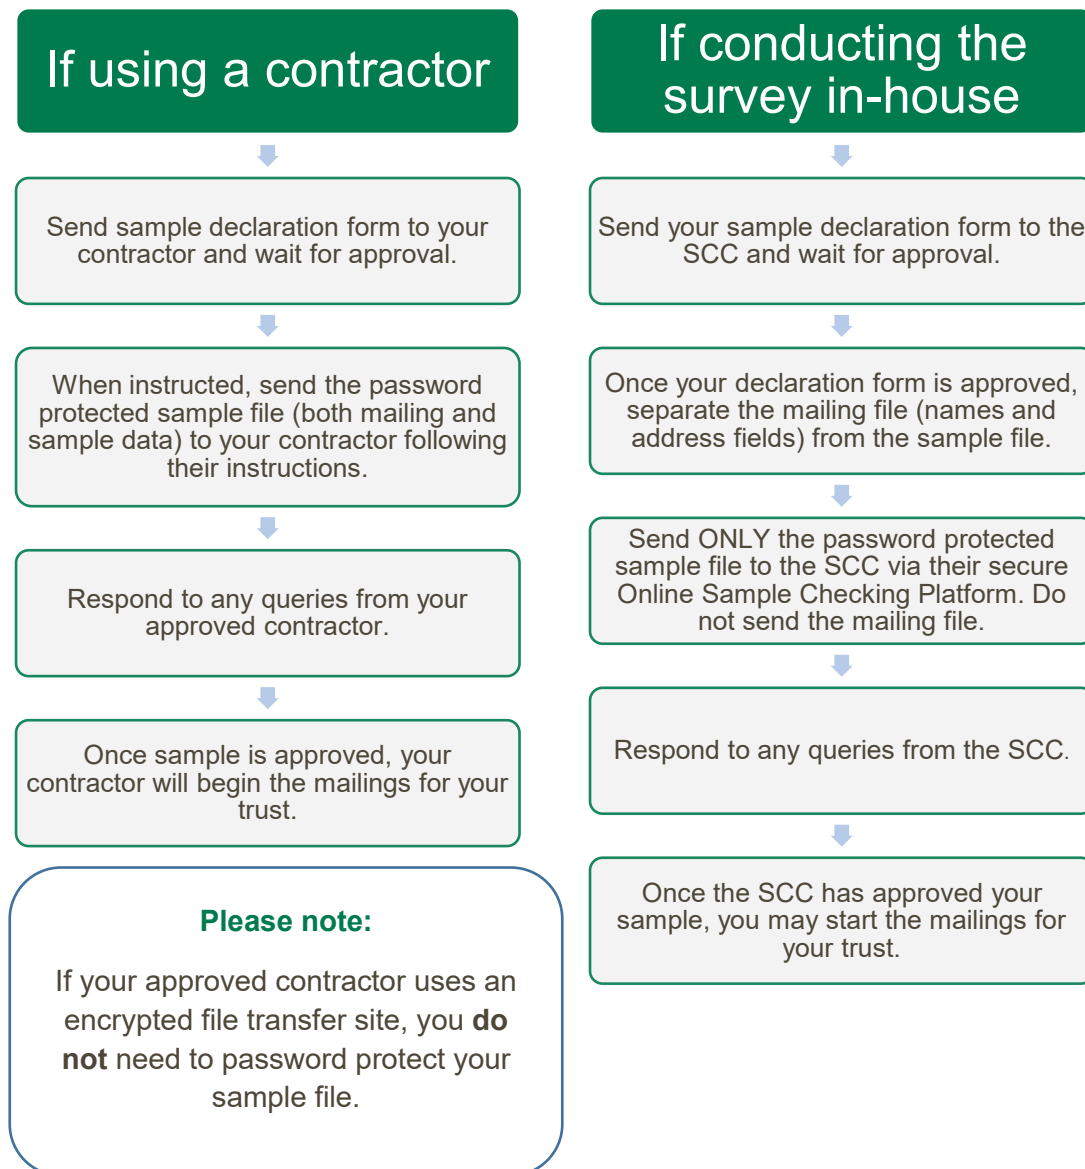 If using a contractor
Send sample declaration form to your
contractor and wait for approval.
When instructed, send the password
protected sample file (both mailing and
sample data) to your contractor following
their instructions.
Respond to any queries from your
approved contractor.
Once sample is approved, your
contractor will begin the mailings for your
trust.
Please note:
If your approved contractor uses an
encrypted file transfer site, you do
not need to password protect your
sample file.
If conducting the
survey in-house
Send your sample declaration form to the
SCC and wait for approval.
Once your declaration form is approved,
separate the mailing file (names and
address fields) from the sample file.
Send ONLY the password protected
sample file to the SCC via their secure
Online Sample Checking Platform. Do
not send the mailing file.
Respond to any queries from the SCC.
Once the SCC has approved your
sample, you may start the mailings for
your trust.